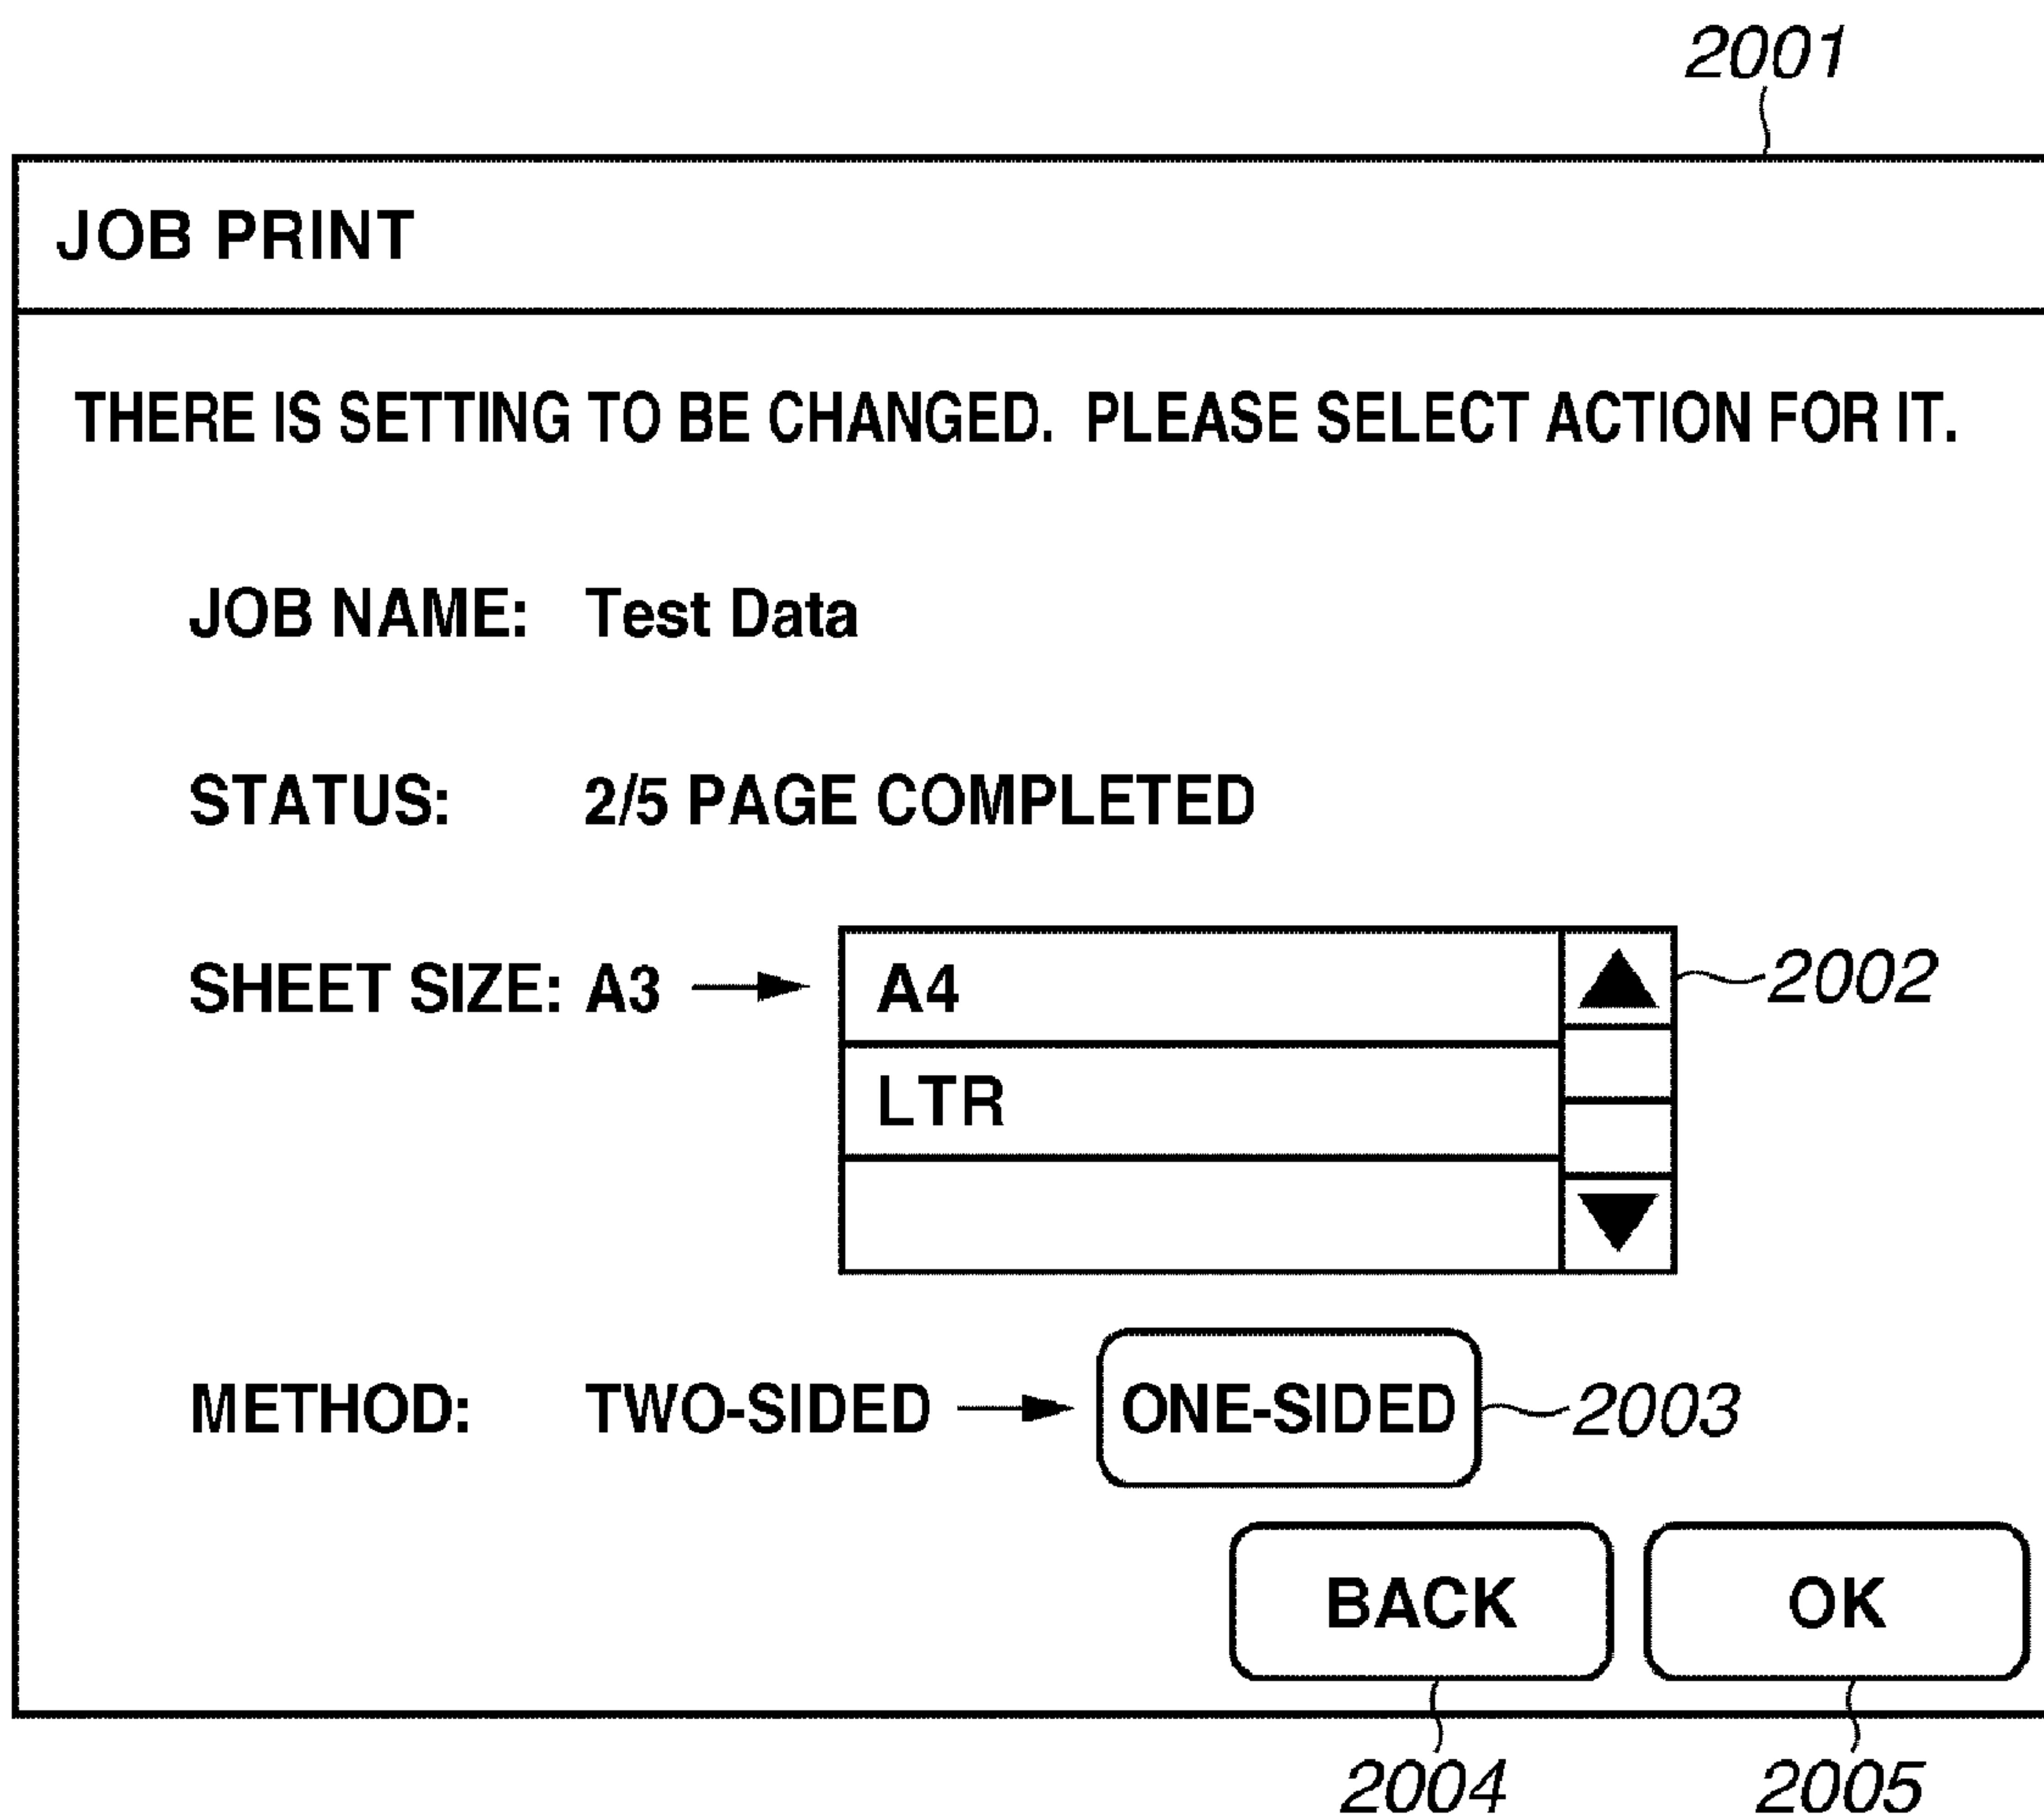 2001
JOB PRINT
THERE IS SETTING TO BE CHANGED. PLEASE SELECT ACTION FOR IT.
JOB NAME: Test Data
STATUS: 2/5 PAGE COMPLETED
SHEET SIZE: A3 A4 2002
LTR
METHOD: TWO-SIDED ONE-SIDED 2003
BACK OK
2004 2005